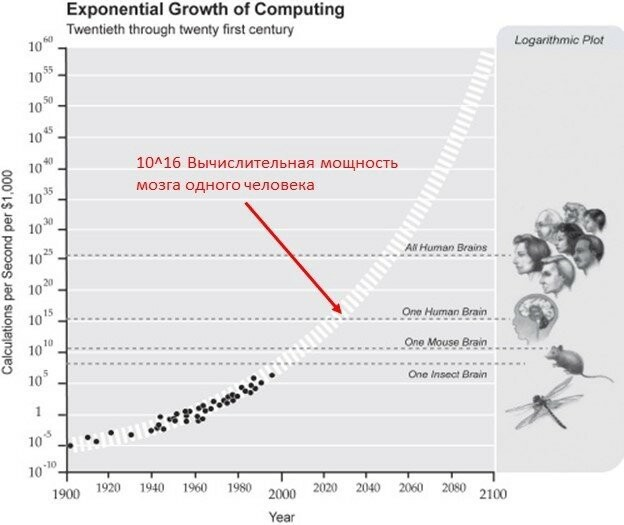 Exponential Growth of Computing
Twentieth through twenty first century
Logarithmic Plot
10^60
10^55
10^50
10^45
10^40
10^35
10^30
10^25
10^20
10^15
10^10
10^5
1
10^-5
10^-10
Calculations per Second per $1,000
10^16 Вычислительная мощность
мозга одного человека
All Human Brains
One Human Brain
One Mouse Brain
One Insect Brain
1900 1920 1940 1960 1980 2000 2020 2040 2060 2080 2100
Year